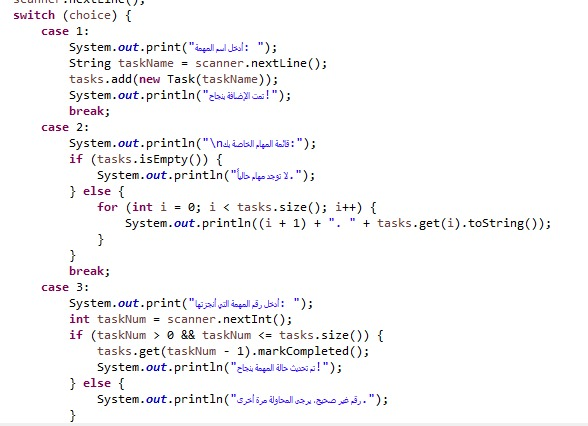 scanner.nextLine();
switch (choice) {
case 1:
System.out.print("أدخل اسم المهمة: ");
String taskName = scanner.nextLine();
tasks.add(new Task(taskName));
System.out.println("تمت الإضافة بنجاح!");
break;
case 2:
System.out.println("\nقائمة المهام الخاصة بك:");
if (tasks.isEmpty()) {
System.out.println("لا توجد مهام حالياً.");
} else {
for (int i = 0; i < tasks.size(); i++) {
System.out.println((i + 1) + ". " + tasks.get(i).toString());
}
}
break;
case 3:
System.out.print("أدخل رقم المهمة التي أنجزتها: ");
int taskNum = scanner.nextInt();
if (taskNum > 0 && taskNum <= tasks.size()) {
tasks.get(taskNum - 1).markCompleted();
System.out.println("تم تحديث حالة المهمة بنجاح!");
} else {
System.out.println("رقم غير صحيح، يرجى المحاولة مرة أخرى.");
}